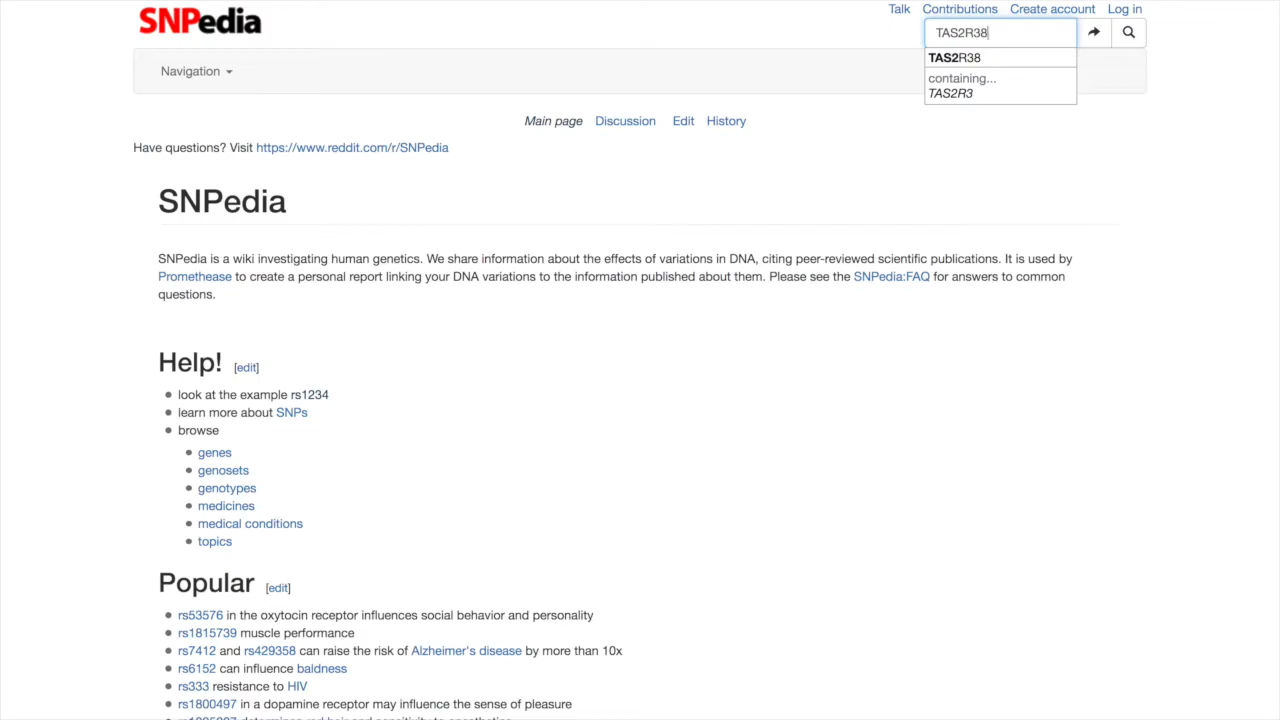 SNPedia
Talk Contributions Create account Log in
TAS2R38
TAS2R38
containing...
TAS2R3
Navigation
Main page Discussion Edit History
Have questions? Visit https://www.reddit.com/r/SNPedia
SNPedia
SNPedia is a wiki investigating human genetics. We share information about the effects of variations in DNA, citing peer-reviewed scientific publications. It is used by
Promethease to create a personal report linking your DNA variations to the information published about them. Please see the SNPedia:FAQ for answers to common
questions.
Help! [edit]
look at the example rs1234
learn more about SNPs
browse
genes
genosets
genotypes
medicines
medical conditions
topics
Popular [edit]
rs53576 in the oxytocin receptor influences social behavior and personality
rs1815739 muscle performance
rs7412 and rs429358 can raise the risk of Alzheimer's disease by more than 10x
rs6152 can influence baldness
rs333 resistance to HIV
rs1800497 in a dopamine receptor may influence the sense of pleasure